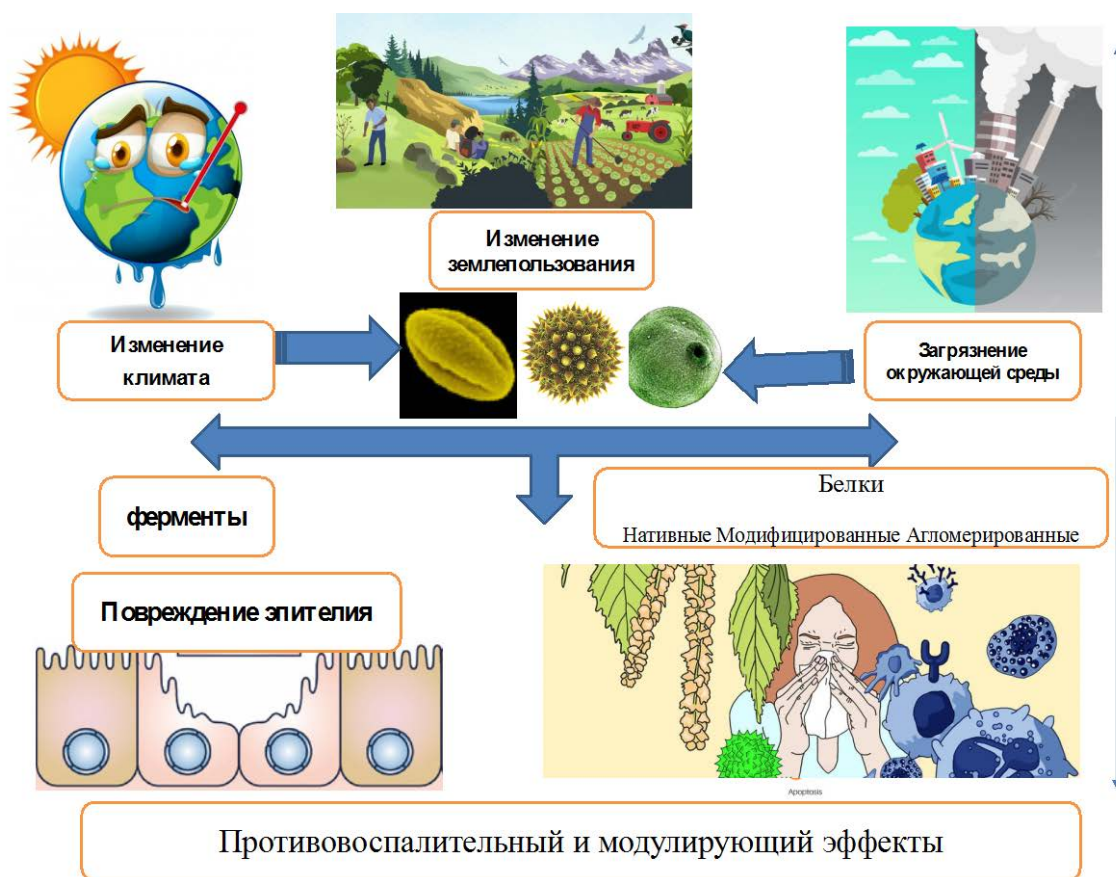 Изменение
землепользования
Изменение
климата
Загрязнение
окружающей среды
ферменты
Белки
Нативные Модифицированные Агломерированные
Повреждение эпителия
Apoptosis
Противовоспалительный и модулирующий эффекты